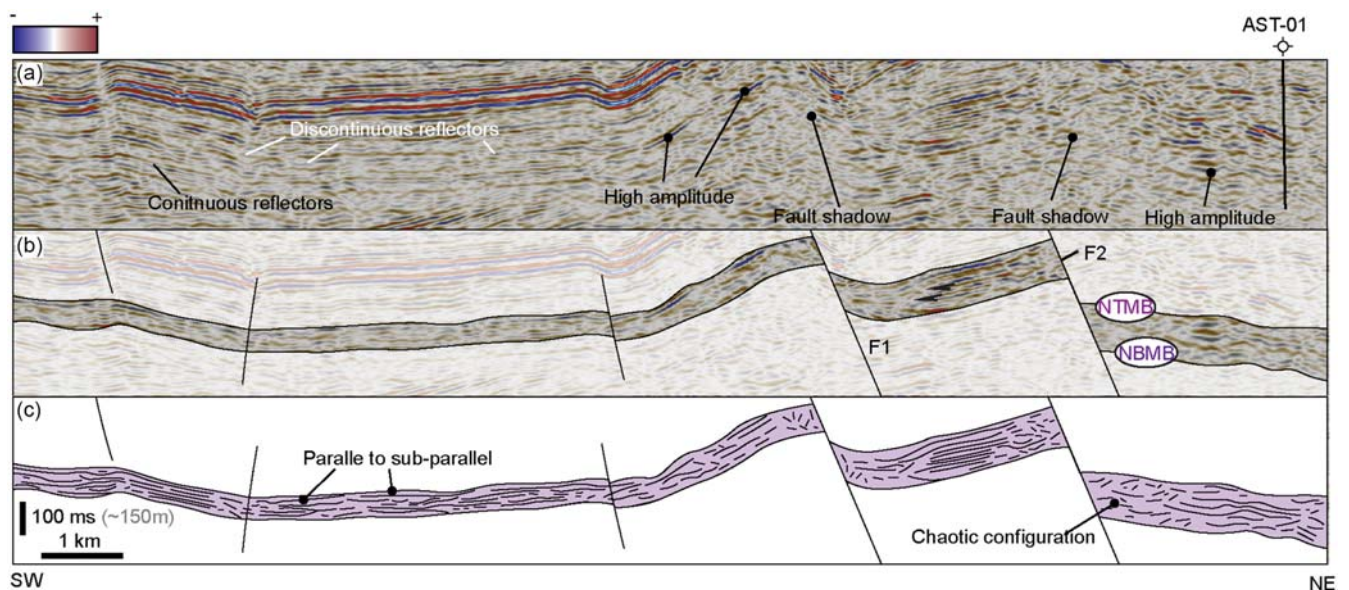 - +
AST-01
(a)
Discontinuous reflectors
Conitnuous reflectors
High amplitude
Fault shadow
Fault shadow
High amplitude
(b)
F2
NTMB
F1
NBMB
(c)
Paralle to sub-parallel
100 ms (~150m)
1 km
Chaotic configuration
SW
NE